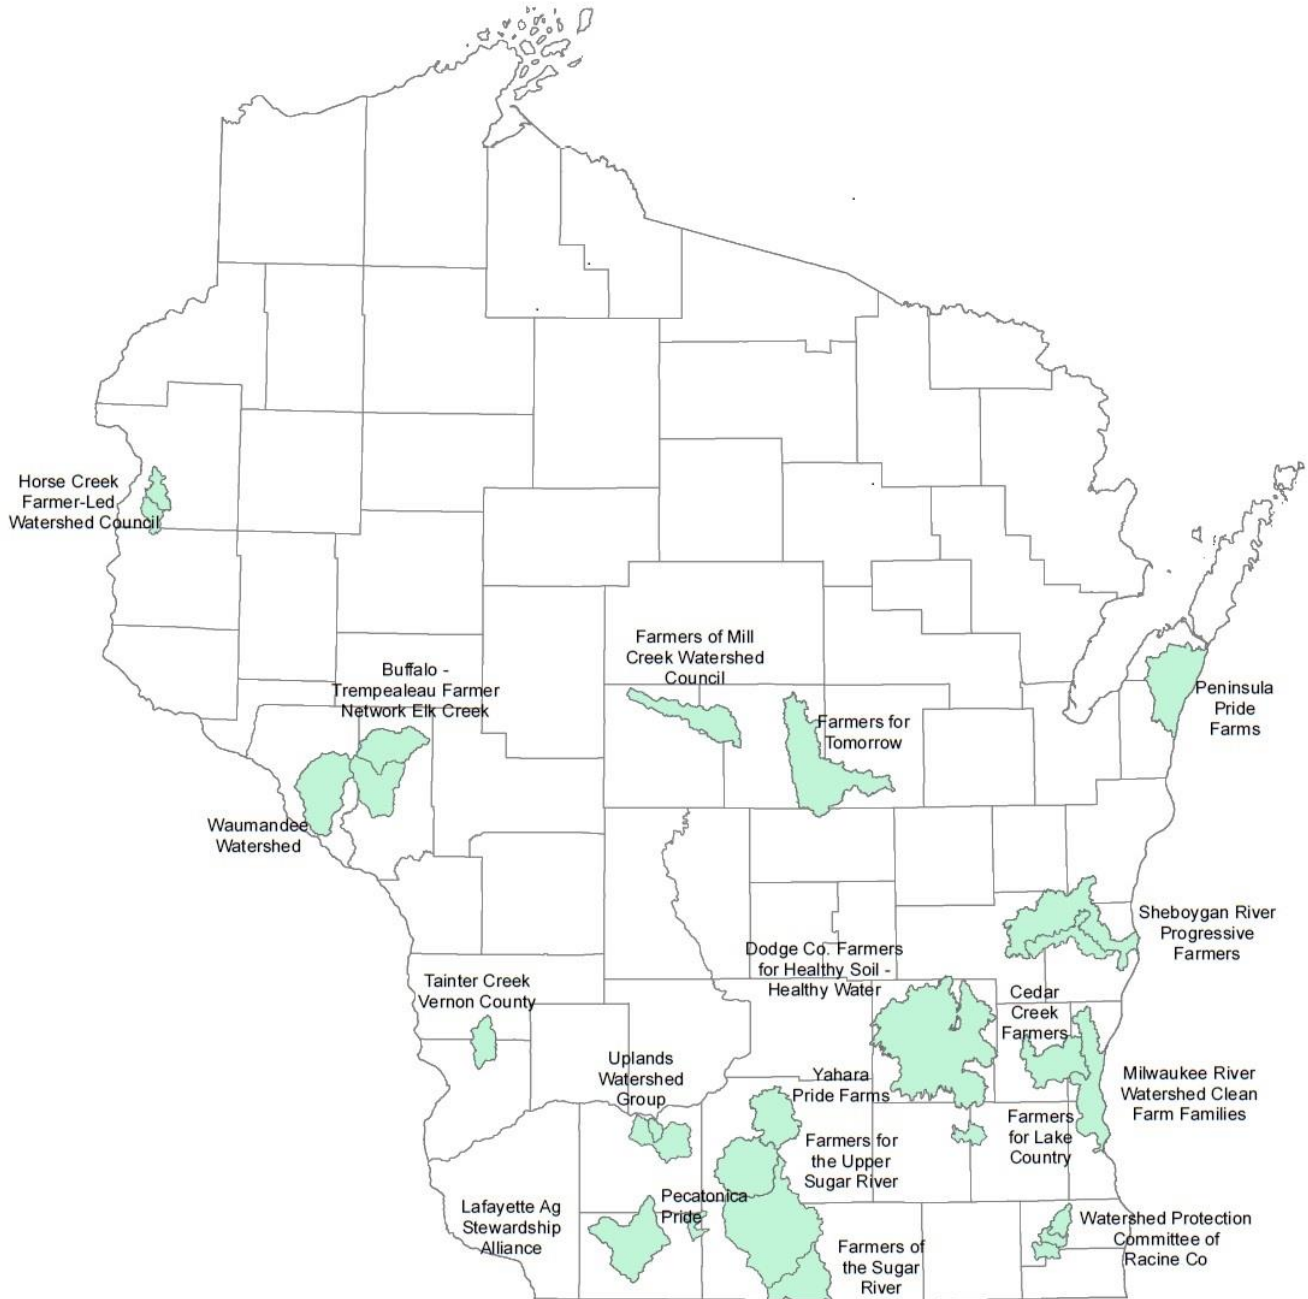 Horse Creek
Farmer-Led
Watershed Council
Farmers of Mill
Creek Watershed
Council
Buffalo -
Trempealeau Farmer
Network Elk Creek
Peninsula
Pride
Farms
Farmers for
Tomorrow
Waumandee
Watershed
Sheboygan River
Progressive
Farmers
Dodge Co. Farmers
for Healthy Soil -
Healthy Water
Tainter Creek
Vernon County
Cedar
Creek
Farmers
Uplands
Watershed
Group
Yahara
Pride Farms
Milwaukee River
Watershed Clean
Farm Families
Farmers
for Lake
Country
Farmers for
the Upper
Sugar River
Pecatonica
Pride
Lafayette Ag
Stewardship
Alliance
Watershed Protection
Committee of
Racine Co
Farmers of
the Sugar
River